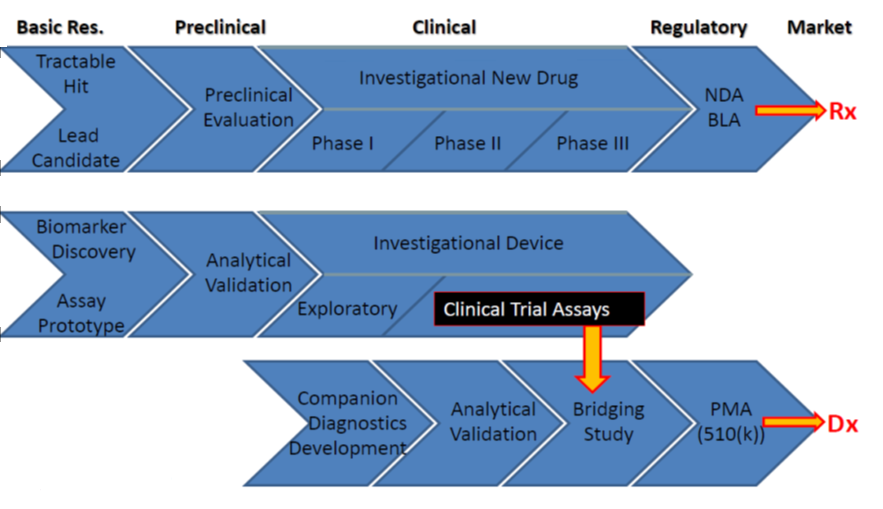 Basic Res.
Preclinical
Clinical
Regulatory
Market
Tractable
Hit
Lead
Candidate
Preclinical
Evaluation
Investigational New Drug
Phase I
Phase II
Phase III
NDA
BLA
Rx
Biomarker
Discovery
Assay
Prototype
Analytical
Validation
Investigational Device
Exploratory
Clinical Trial Assays
Companion
Diagnostics
Development
Analytical
Validation
Bridging
Study
PMA
(510(k))
Dx